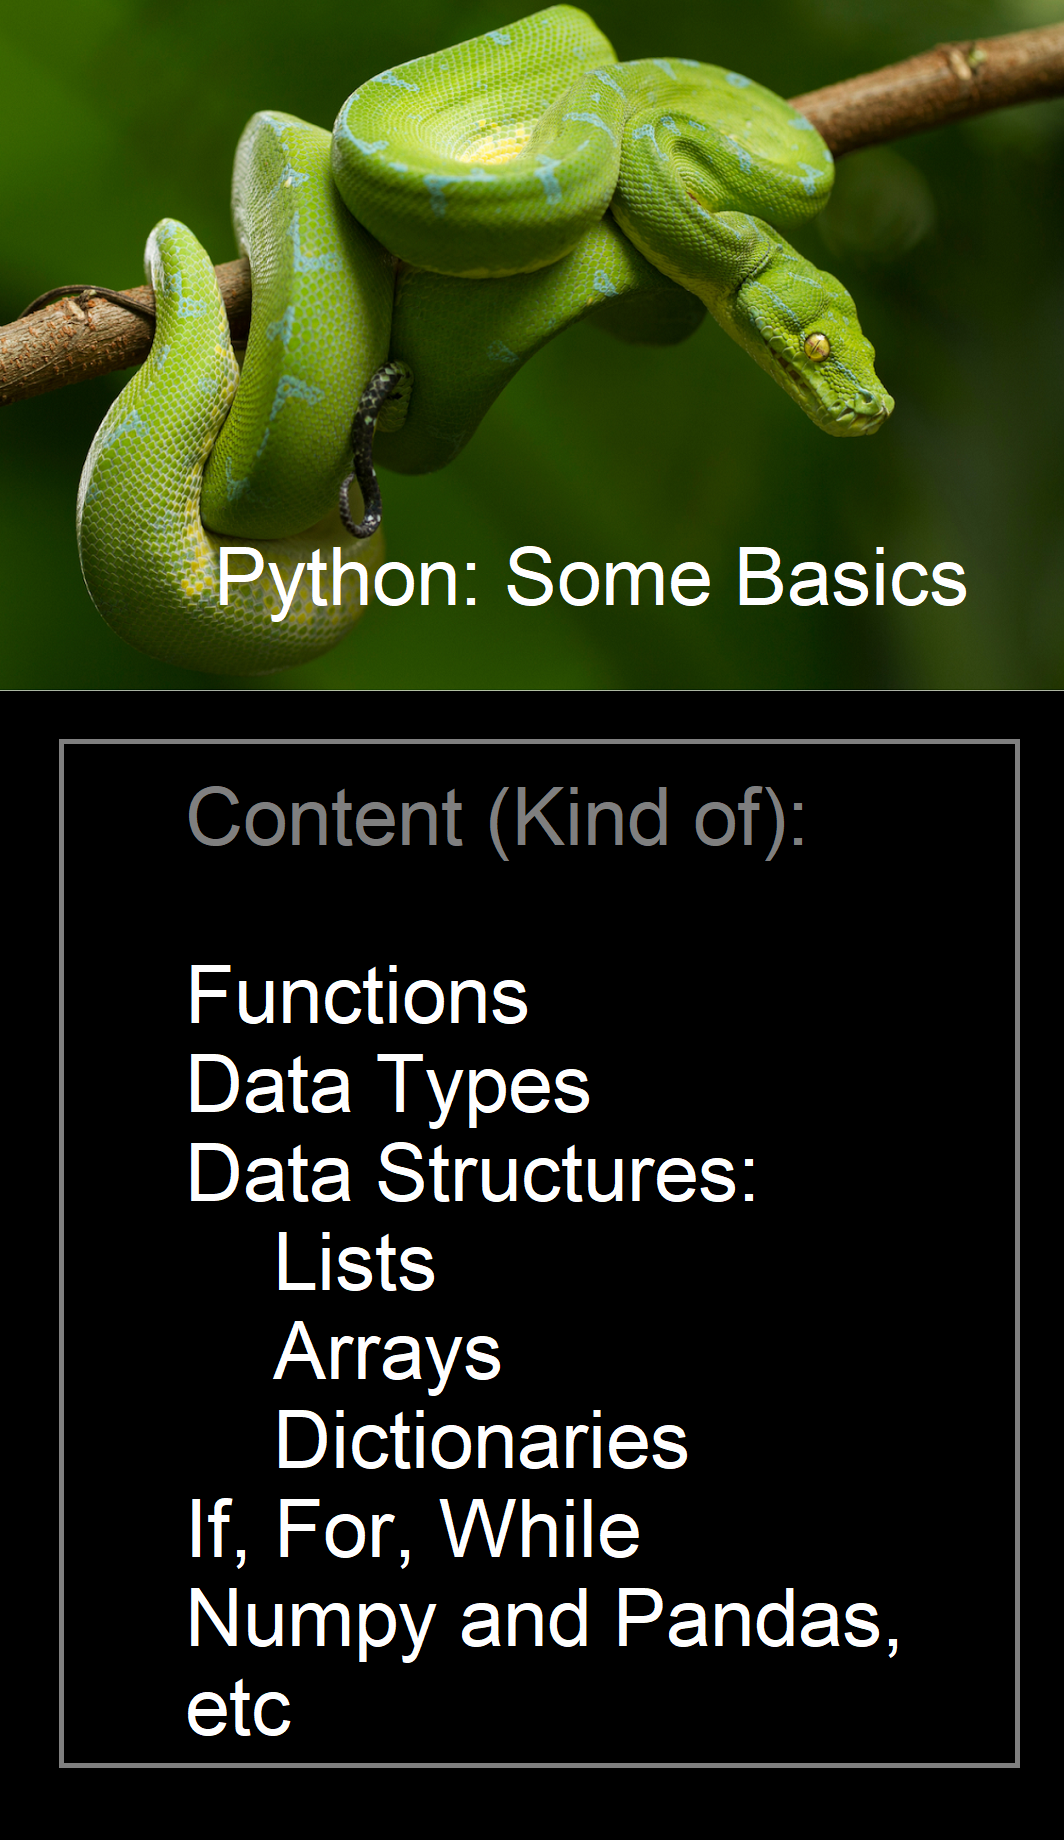 Python: Some Basics
Content (Kind of):
Functions
Data Types
Data Structures:
Lists
Arrays
Dictionaries
If, For, While
Numpy and Pandas,
etc